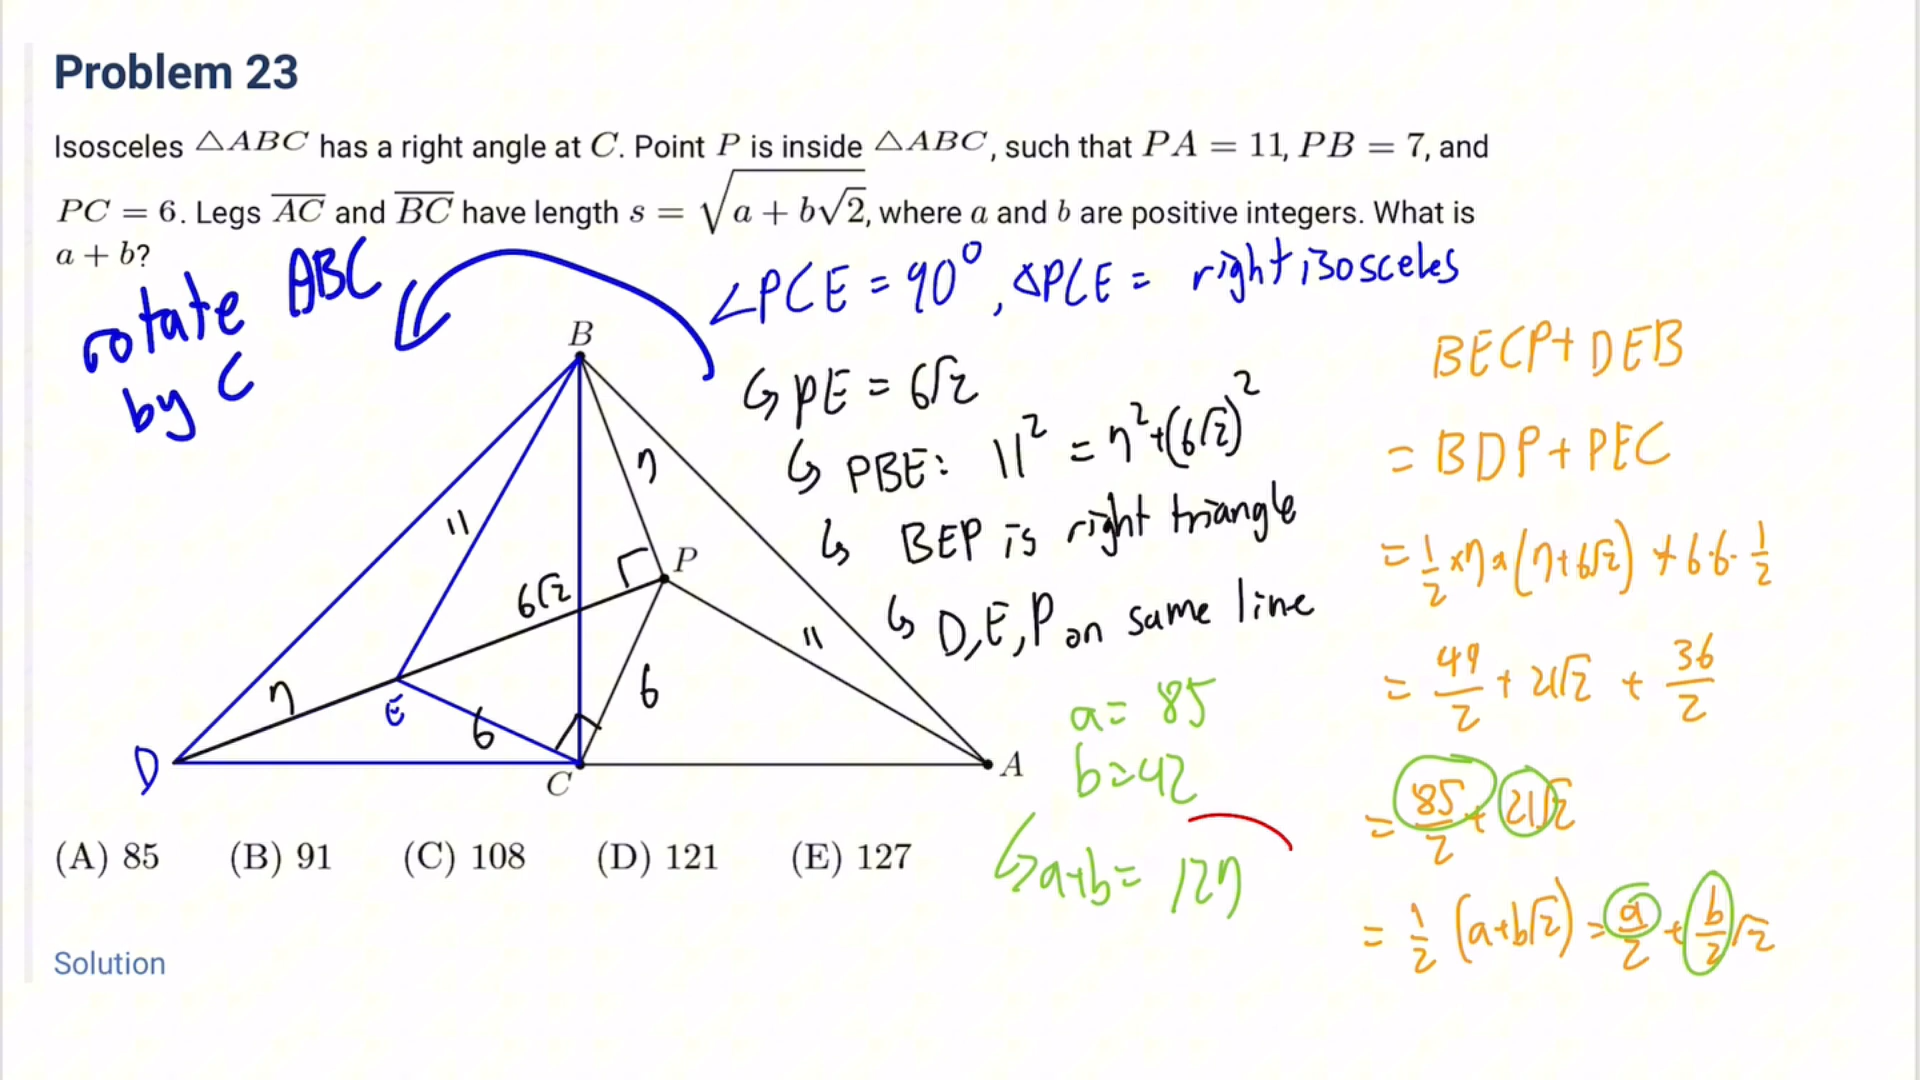 Problem 23
Isosceles △ABC has a right angle at C. Point P is inside △ABC, such that PA = 11, PB = 7, and
PC = 6. Legs A̅C̅ and B̅C̅ have length s = √(a + b√2), where a and b are positive integers. What is
a + b?
rotate ABC
by C
∠PCE = 90°, △PCE = right isosceles
↳ PE = 6√2
↳ PBE: 11² = 7² + (6√2)²
↳ BEP is right triangle
↳ D, E, P on same line
a = 85
b = 42
↳ a+b = 127
BECP + DEB
= BDP + PEC
= 1/2 × 7 × (7 + 6√2) + 6·6·1/2
= 49/2 + 21√2 + 36/2
= 85/2 + 21√2
= 1/2 (a+b√2) = a/2 + b/2 √2
B
7
11
P
6√2
11
7
E
6
6
D
C
A
(A) 85 (B) 91 (C) 108 (D) 121 (E) 127
Solution